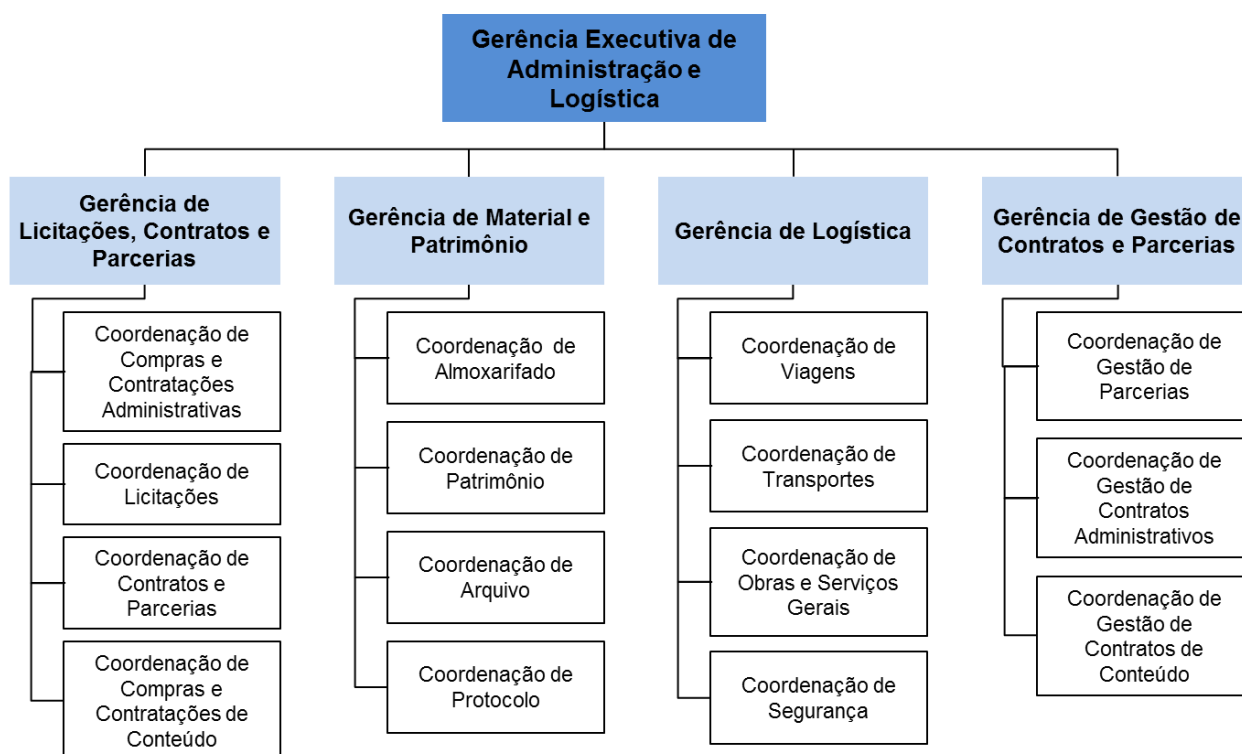 Gerência Executiva de
Administração e
Logística
Gerência de
Licitações, Contratos e
Parcerias
Coordenação de
Compras e
Contratações
Administrativas
Coordenação de
Licitações
Coordenação de
Contratos e
Parcerias
Coordenação de
Compras e
Contratações de
Conteúdo
Gerência de Material e
Patrimônio
Coordenação de
Almoxarifado
Coordenação de
Patrimônio
Coordenação de
Arquivo
Coordenação de
Protocolo
Gerência de Logística
Coordenação de
Viagens
Coordenação de
Transportes
Coordenação de
Obras e Serviços
Gerais
Coordenação de
Segurança
Gerência de Gestão de
Contratos e Parcerias
Coordenação de
Gestão de
Parcerias
Coordenação de
Gestão de
Contratos
Administrativos
Coordenação de
Gestão de
Contratos de
Conteúdo